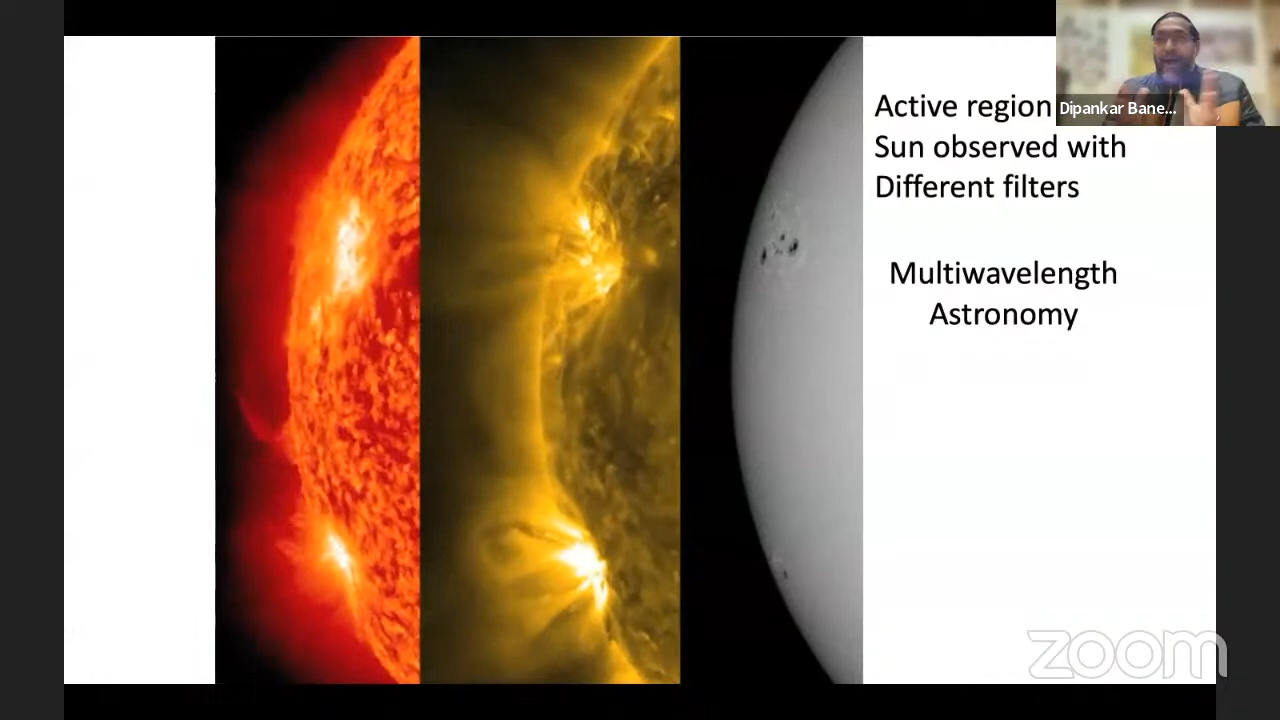 Active region
Dipankar Bane...
Sun observed with
Different filters
Multiwavelength
Astronomy
zoom